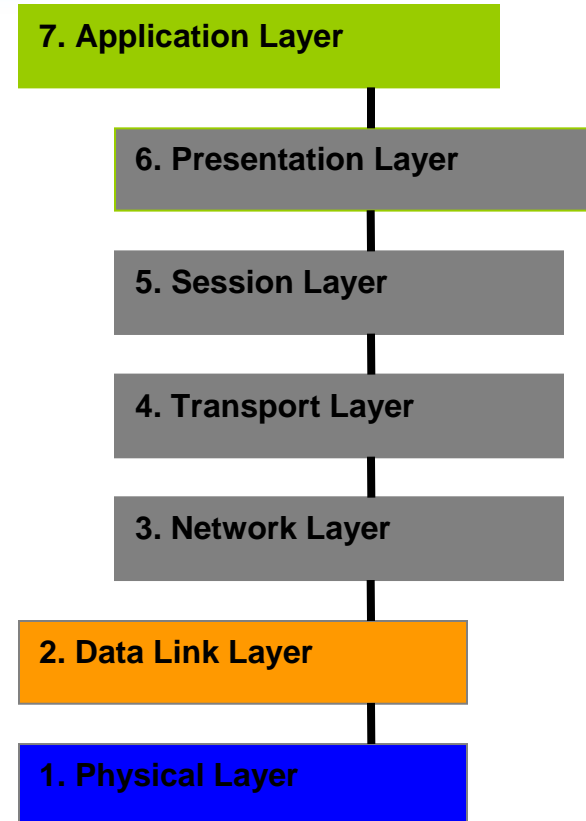 7. Application Layer
6. Presentation Layer
5. Session Layer
4. Transport Layer
3. Network Layer
2. Data Link Layer
1. Physical Layer